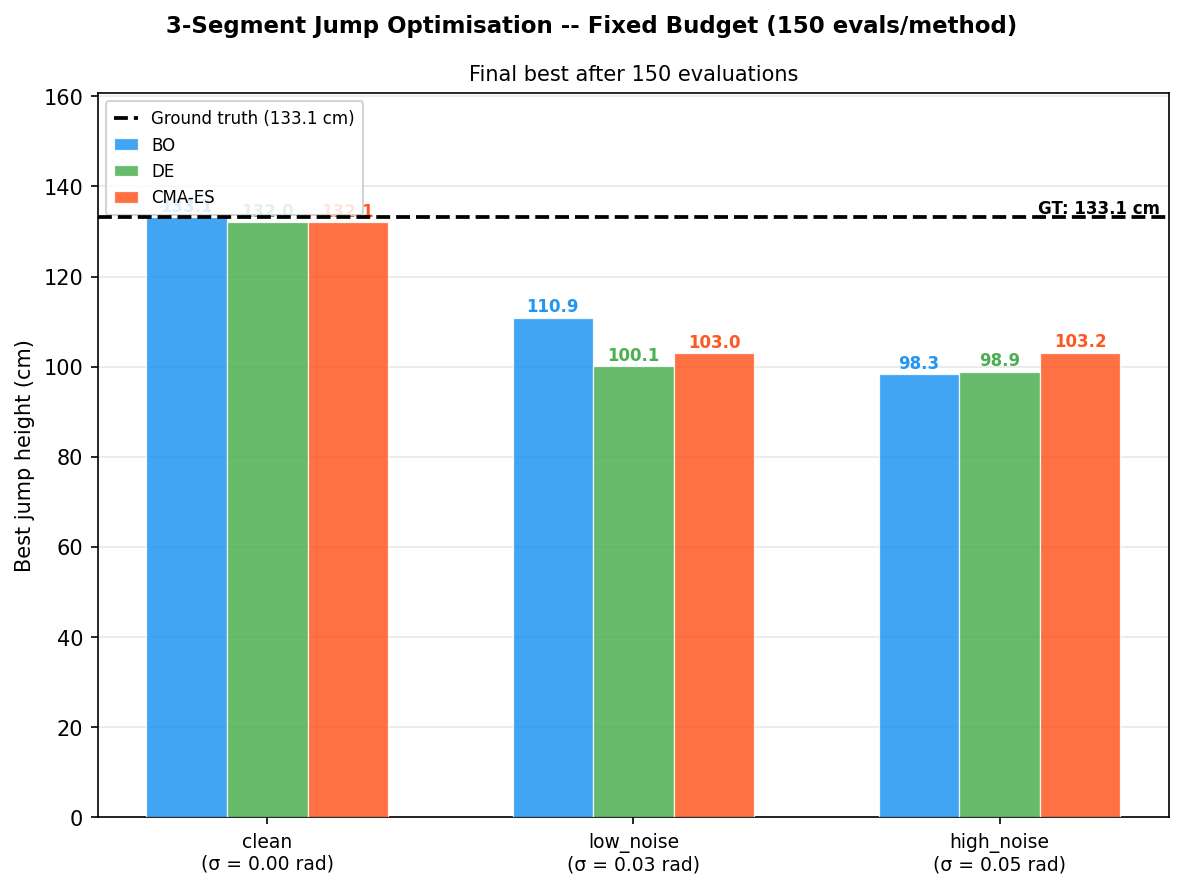 3-Segment Jump Optimisation -- Fixed Budget (150 evals/method)
Final best after 150 evaluations
160
140
120
100
80
60
40
20
0
Best jump height (cm)
Ground truth (133.1 cm)
BO
DE
CMA-ES
133.1
132.0
132.1
GT: 133.1 cm
110.9
100.1
103.0
98.3
98.9
103.2
clean
(σ = 0.00 rad)
low_noise
(σ = 0.03 rad)
high_noise
(σ = 0.05 rad)